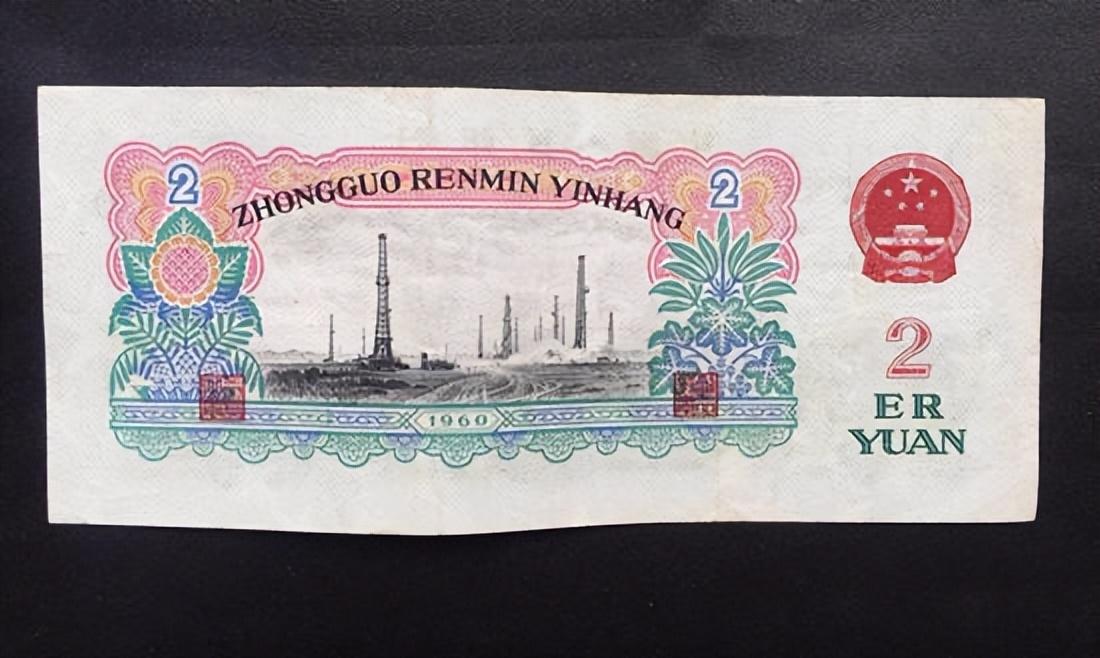 2
2
ZHONGGUO RENMIN YINHANG
1960
2
ER
YUAN